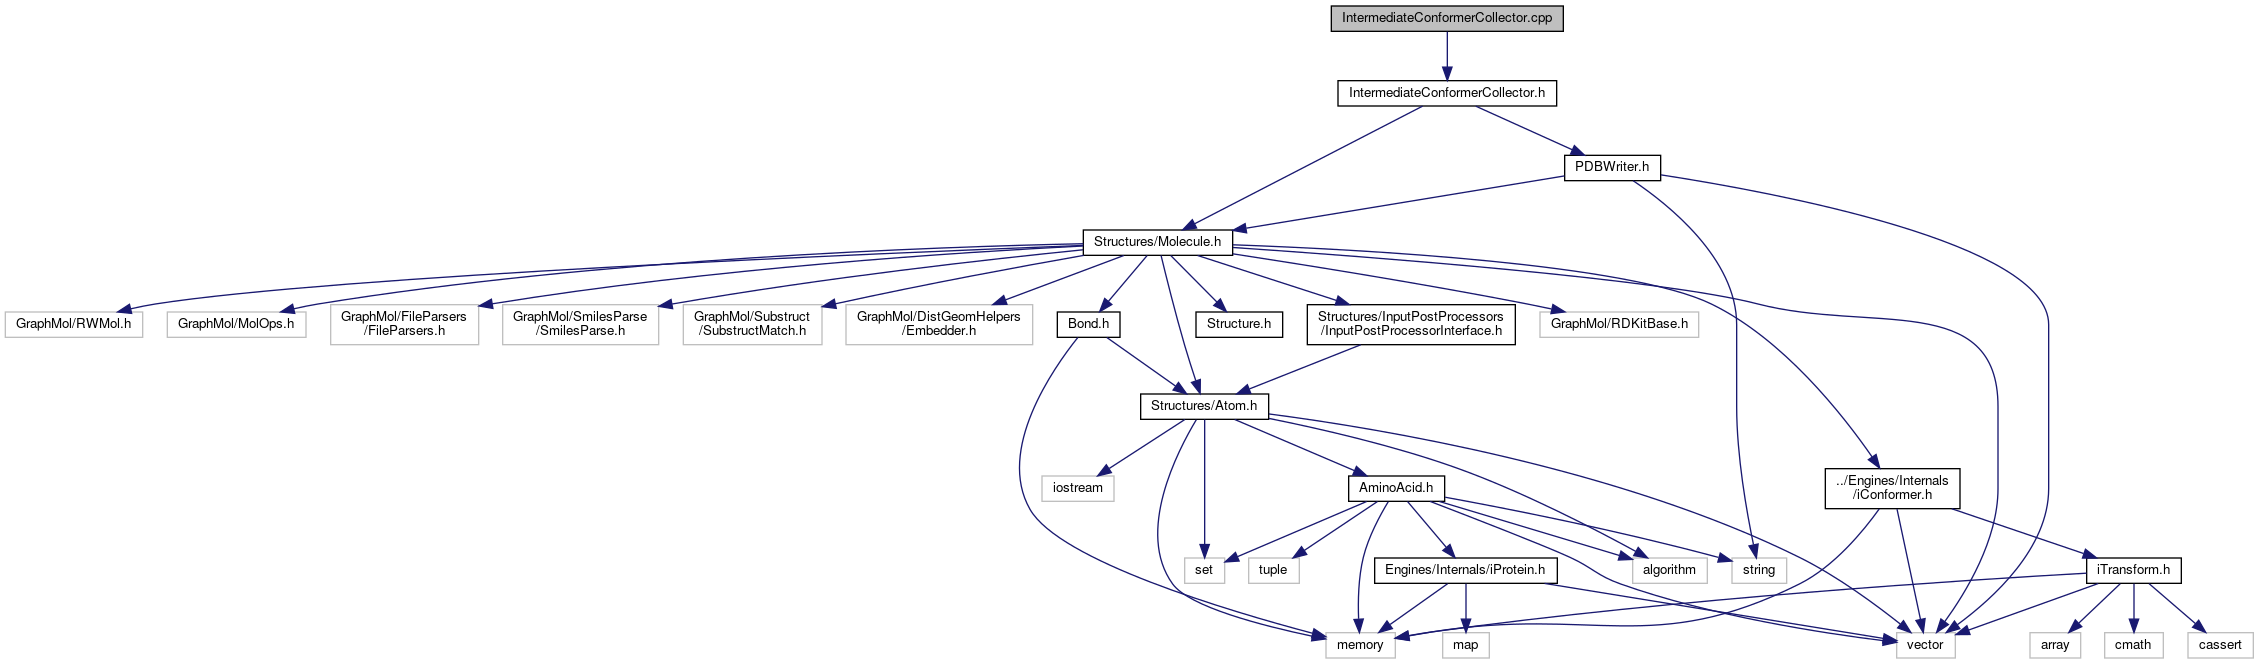 IntermediateConformerCollector.cpp
IntermediateConformerCollector.h
PDBWriter.h
Structures/Molecule.h
GraphMol/RWMol.h
GraphMol/MolOps.h
GraphMol/FileParsers
/FileParsers.h
GraphMol/SmilesParse
/SmilesParse.h
GraphMol/Substruct
/SubstructMatch.h
GraphMol/DistGeomHelpers
/Embedder.h
Bond.h
Structure.h
Structures/InputPostProcessors
/InputPostProcessorInterface.h
GraphMol/RDKitBase.h
Structures/Atom.h
iostream
AminoAcid.h
../Engines/Internals
/iConformer.h
set
tuple
Engines/Internals/iProtein.h
algorithm
string
iTransform.h
memory
map
vector
array
cmath
cassert